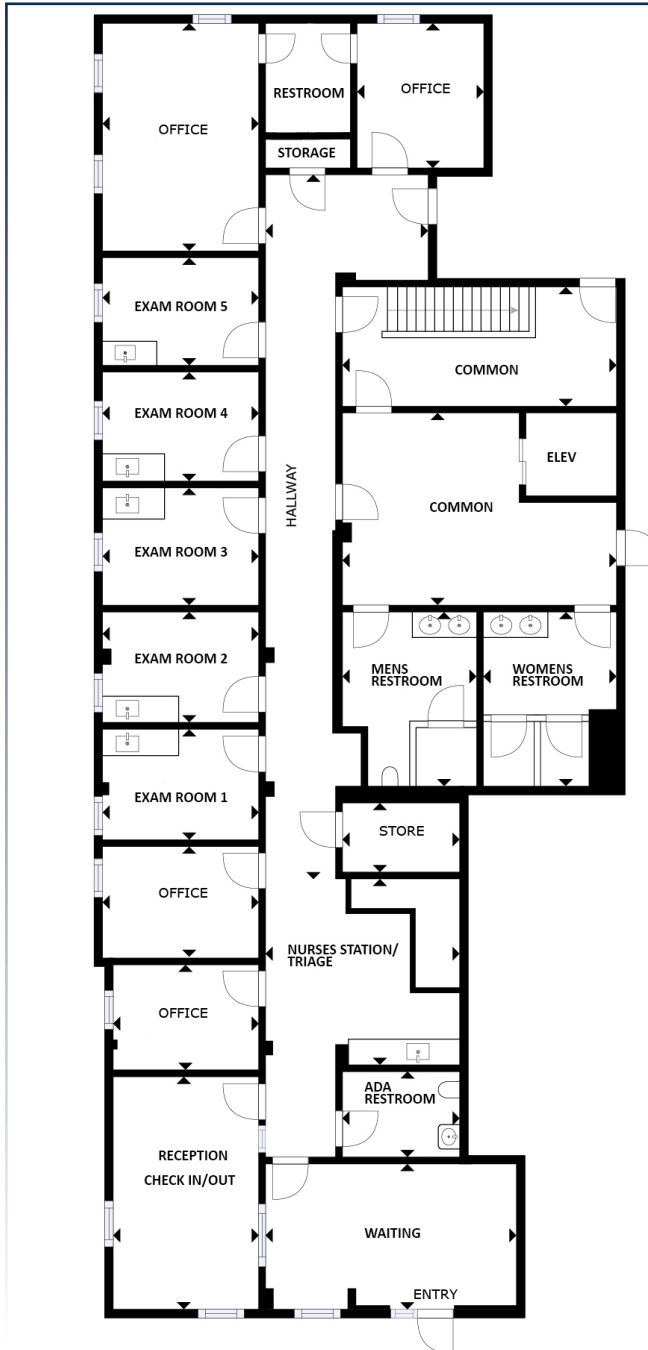 RESTROOM
OFFICE
OFFICE
STORAGE
EXAM ROOM 5
COMMON
EXAM ROOM 4
ELEV
HALLWAY
COMMON
EXAM ROOM 3
EXAM ROOM 2
MENS
RESTROOM
WOMENS
RESTROOM
EXAM ROOM 1
STORE
OFFICE
NURSES STATION/
TRIAGE
OFFICE
ADA
RESTROOM
RECEPTION
CHECK IN/OUT
WAITING
ENTRY